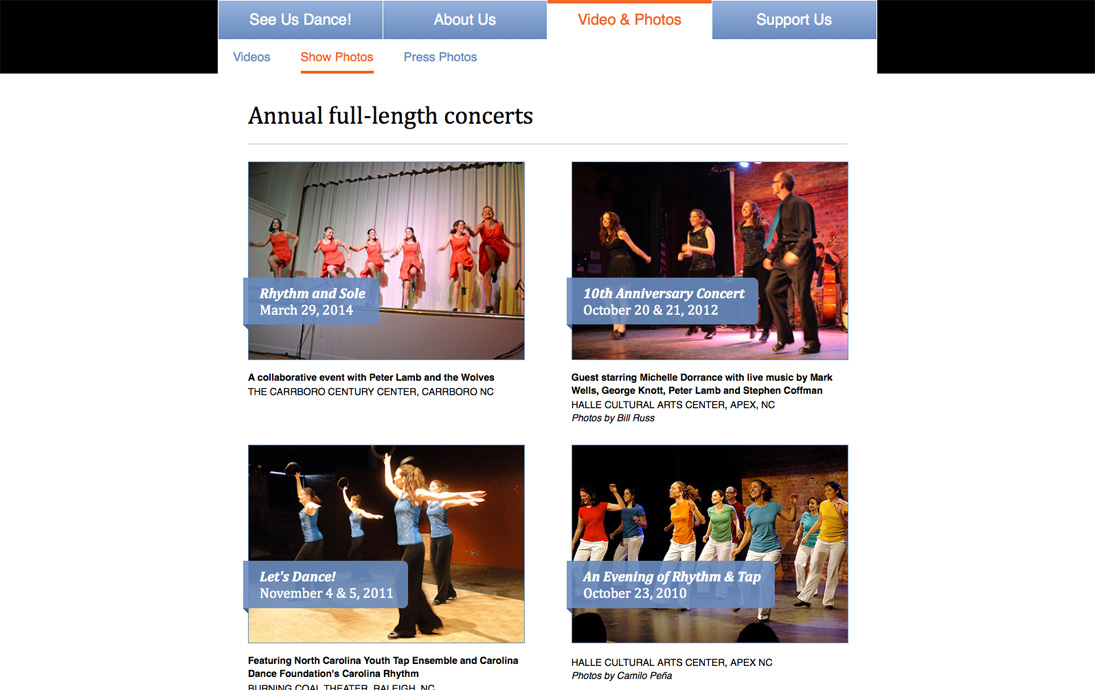 See Us Dance! About Us Video & Photos Support Us
Videos Show Photos Press Photos
Annual full-length concerts
Rhythm and Sole
March 29, 2014
A collaborative event with Peter Lamb and the Wolves
THE CARRBORO CENTURY CENTER, CARRBORO NC
10th Anniversary Concert
October 20 & 21, 2012
Guest starring Michelle Dorrance with live music by Mark
Wells, George Knott, Peter Lamb and Stephen Coffman
HALLE CULTURAL ARTS CENTER, APEX, NC
Photos by Bill Russ
Let's Dance!
November 4 & 5, 2011
Featuring North Carolina Youth Tap Ensemble and Carolina
Dance Foundation's Carolina Rhythm
BURNING COAL THEATER, RALEIGH, NC
An Evening of Rhythm & Tap
October 23, 2010
HALLE CULTURAL ARTS CENTER, APEX NC
Photos by Camilo Peña